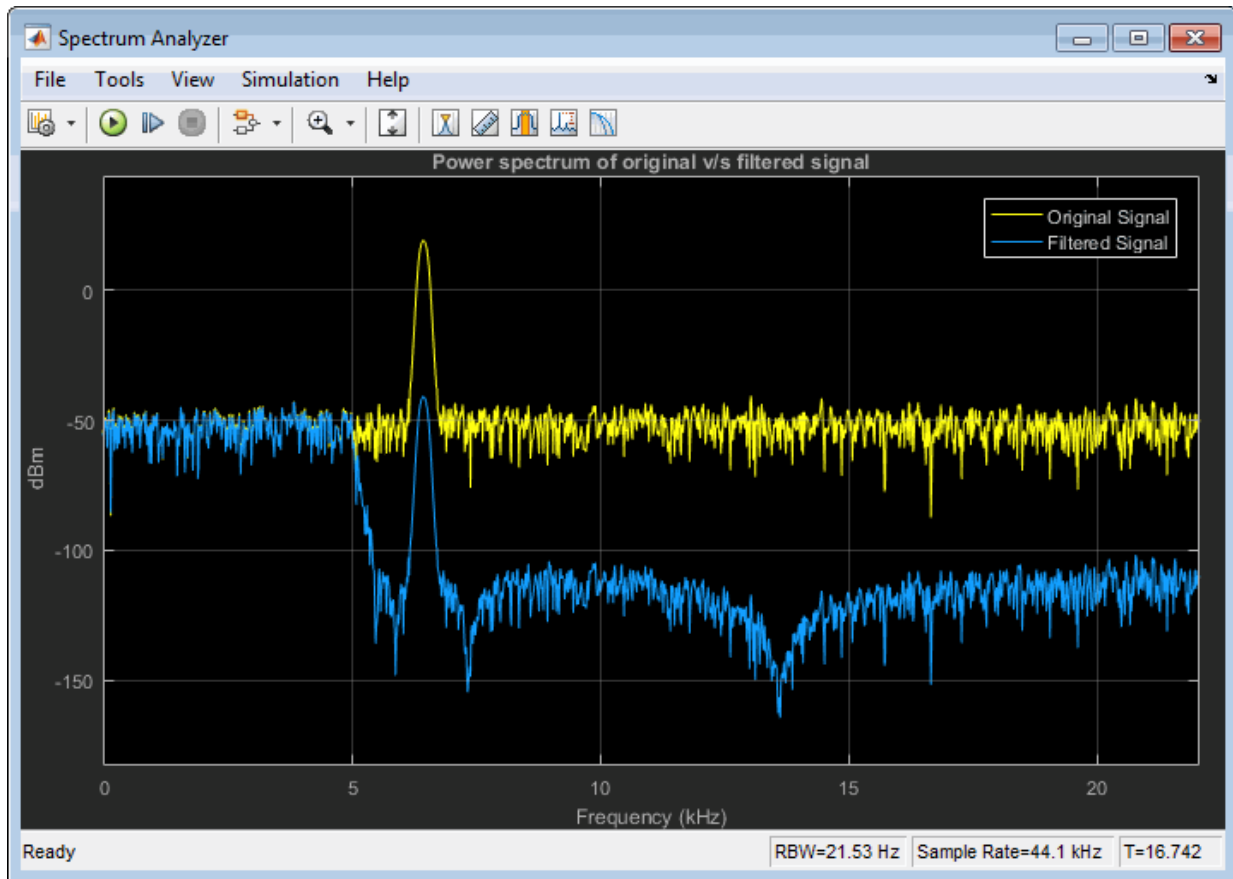 Spectrum Analyzer
File Tools View Simulation Help
Power spectrum of original v/s filtered signal
Original Signal
Filtered Signal
0
-50
-100
-150
dBm
0 5 10 15 20
Frequency (kHz)
Ready RBW=21.53 Hz Sample Rate=44.1 kHz T=16.742